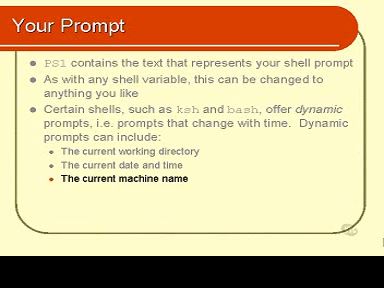 Your Prompt
PS1 contains the text that represents your shell prompt
As with any shell variable, this can be changed to
anything you like
Certain shells, such as ksh and bash, offer dynamic
prompts, i.e. prompts that change with time. Dynamic
prompts can include:
The current working directory
The current date and time
The current machine name